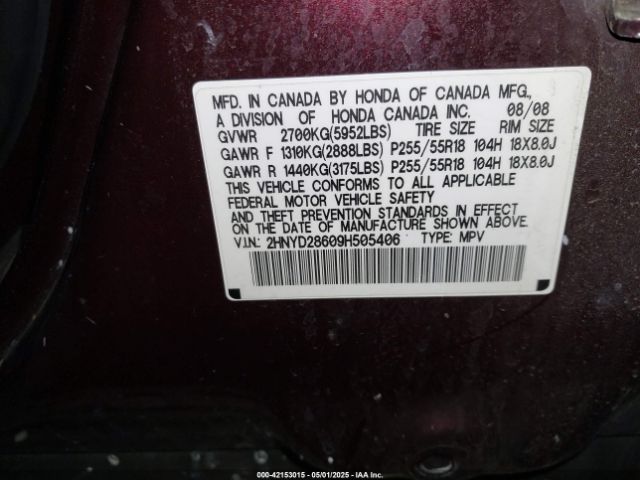 MFD. IN CANADA BY HONDA OF CANADA MFG.,
A DIVISION OF HONDA CANADA INC. 08/08
GVWR 2700KG(5952LBS) TIRE SIZE RIM SIZE
GAWR F 1310KG(2888LBS) P255/55R18 104H 18X8.0J
GAWR R 1440KG(3175LBS) P255/55R18 104H 18X8.0J
THIS VEHICLE CONFORMS TO ALL APPLICABLE
FEDERAL MOTOR VEHICLE SAFETY
AND THEFT PREVENTION STANDARDS IN EFFECT
ON THE DATE OF MANUFACTURE SHOWN ABOVE.
V.I.N.: 2HNYD28609H505406 TYPE: MPV
000-42153015 - 05/01/2025 - IAA Inc.